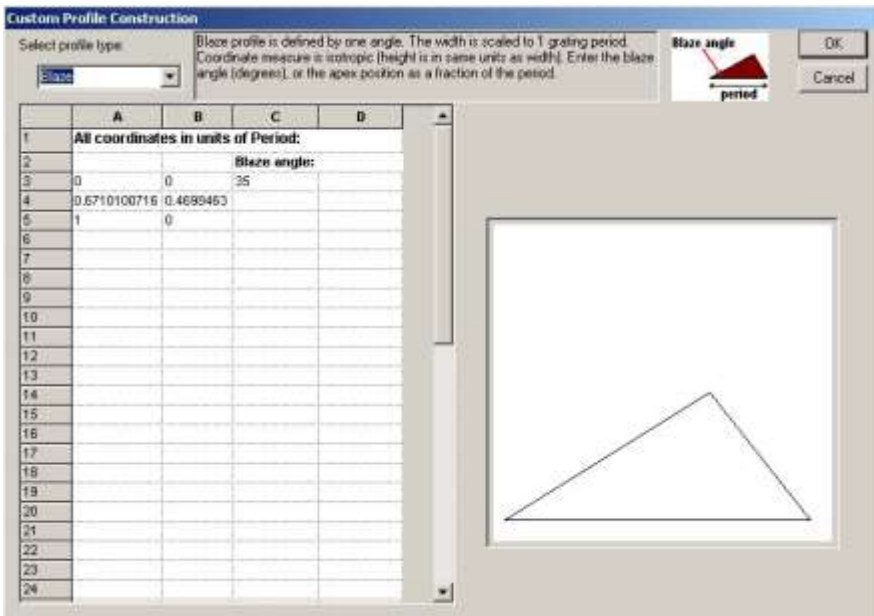 Custom Profile Construction
Select profile type:
Blaze
Blaze profile is defined by one angle. The width is scaled to 1 grating period.
Coordinate measure is isotropic (height is in same units as width). Enter the blaze
angle (degrees), or the apex position as a fraction of the period.
Blaze angle
period
OK
Cancel
A B C D
1 All coordinates in units of Period:
2 Blaze angle:
3 0 0 35
4 0.6710100716 0.4698463
5 1 0
6
7
8
9
10
11
12
13
14
15
16
17
18
19
20
21
22
23
24